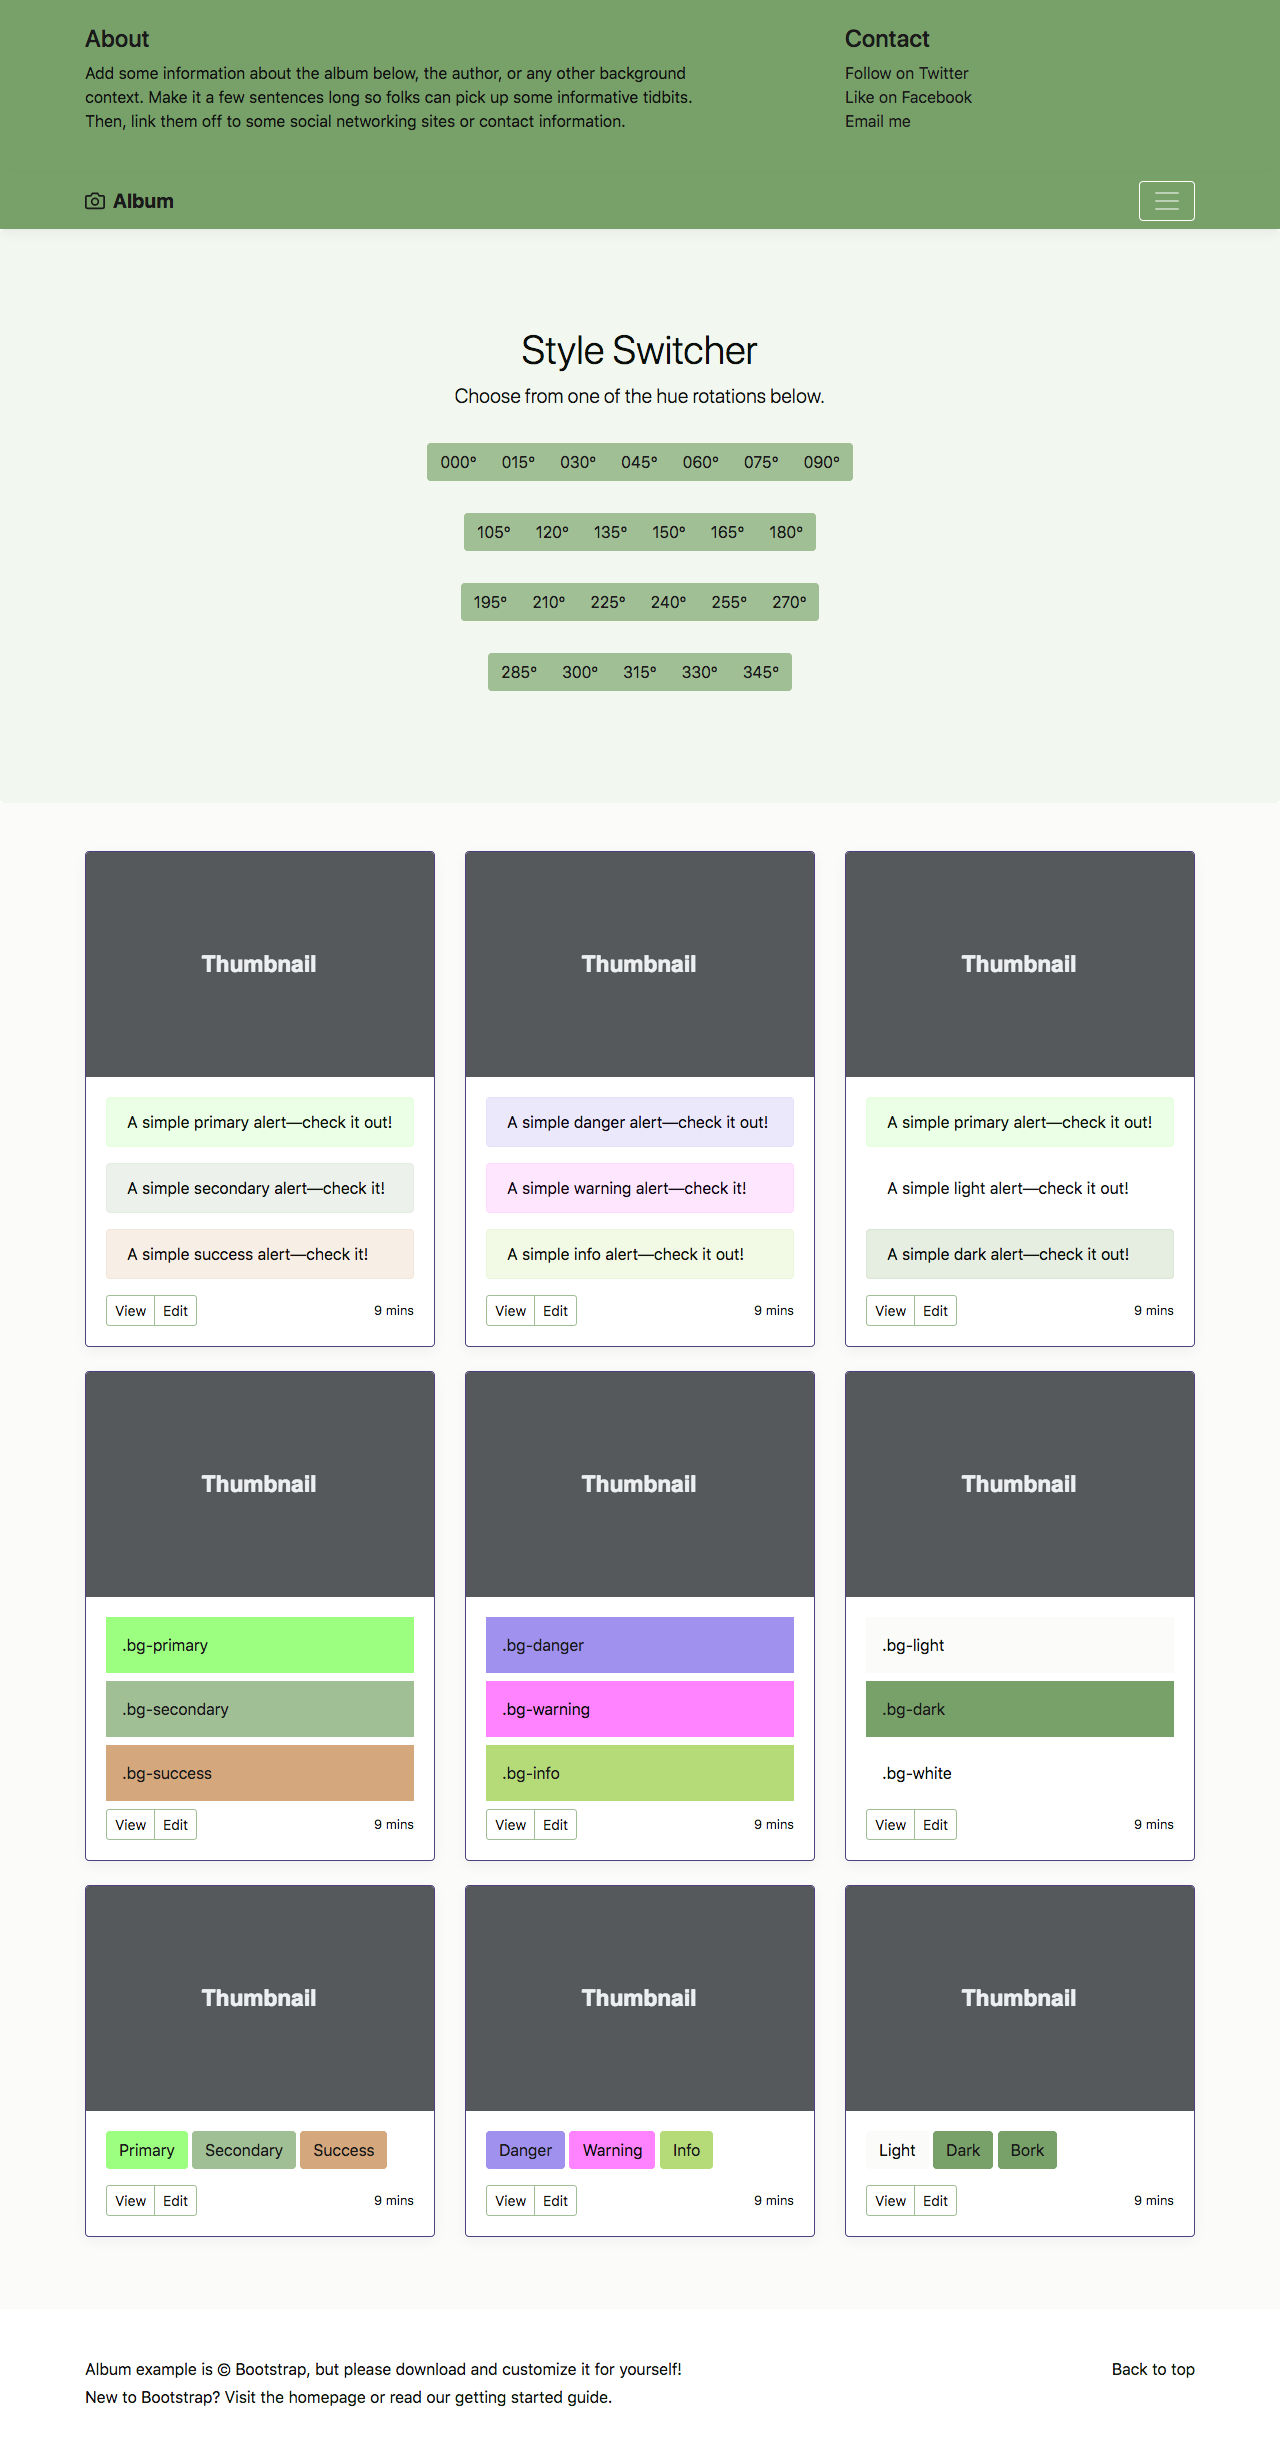 About
Add some information about the album below, the author, or any other background
context. Make it a few sentences long so folks can pick up some informative tidbits.
Then, link them off to some social networking sites or contact information.
Contact
Follow on Twitter
Like on Facebook
Email me
Album
Style Switcher
Choose from one of the hue rotations below.
000° 015° 030° 045° 060° 075° 090°
105° 120° 135° 150° 165° 180°
195° 210° 225° 240° 255° 270°
285° 300° 315° 330° 345°
Thumbnail
A simple primary alert—check it out!
A simple secondary alert—check it!
A simple success alert—check it!
View Edit 9 mins
Thumbnail
A simple danger alert—check it out!
A simple warning alert—check it!
A simple info alert—check it out!
View Edit 9 mins
Thumbnail
A simple primary alert—check it out!
A simple light alert—check it out!
A simple dark alert—check it out!
View Edit 9 mins
Thumbnail
.bg-primary
.bg-secondary
.bg-success
View Edit 9 mins
Thumbnail
.bg-danger
.bg-warning
.bg-info
View Edit 9 mins
Thumbnail
.bg-light
.bg-dark
.bg-white
View Edit 9 mins
Thumbnail
Primary Secondary Success
View Edit 9 mins
Thumbnail
Danger Warning Info
View Edit 9 mins
Thumbnail
Light Dark Bork
View Edit 9 mins
Album example is © Bootstrap, but please download and customize it for yourself!
Back to top
New to Bootstrap? Visit the homepage or read our getting started guide.